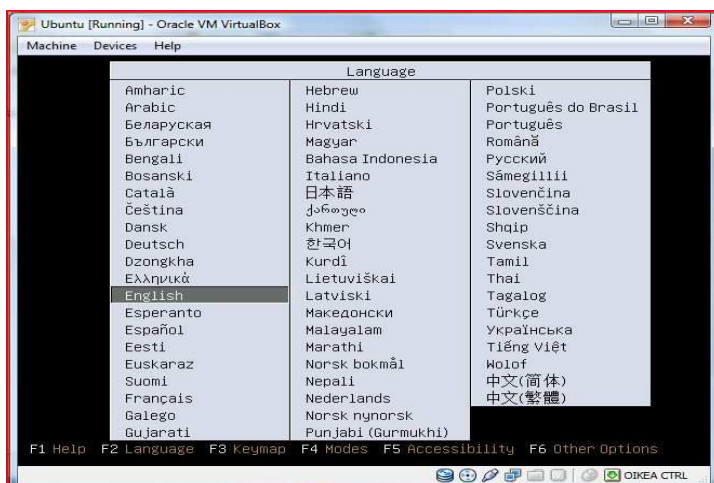 Ubuntu [Running] - Oracle VM VirtualBox
Machine Devices Help
Language
Amharic
Arabic
Беларуская
Български
Bengali
Bosanski
Català
Čeština
Dansk
Deutsch
Dzongkha
Ελληνικά
English
Esperanto
Español
Eesti
Euskaraz
Suomi
Français
Galego
Gujarati
Hebrew
Hindi
Hrvatski
Magyar
Bahasa Indonesia
Italiano
日本語
ქართული
Khmer
한국어
Kurdî
Lietuviškai
Latviski
Македонски
Malayalam
Marathi
Norsk bokmål
Nepali
Nederlands
Norsk nynorsk
Punjabi (Gurmukhi)
Polski
Português do Brasil
Português
Română
Русский
Sámegillii
Slovenčina
Slovenščina
Shqip
Svenska
Tamil
Thai
Tagalog
Türkçe
Українська
Tiếng Việt
Wolof
中文(简体)
中文(繁體)
F1 Help F2 Language F3 Keymap F4 Modes F5 Accessibility F6 Other Options
ΔΕΞΙΑ CTRL